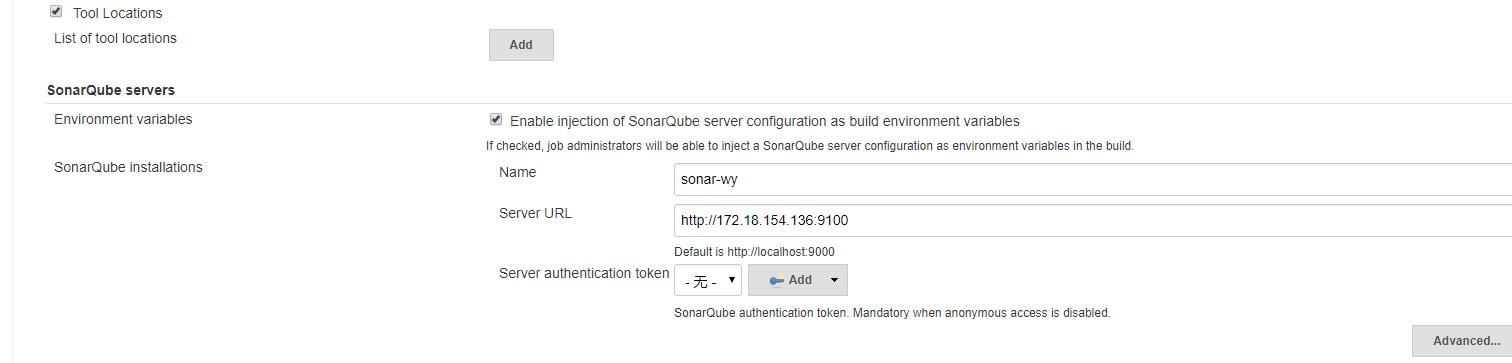 Tool Locations
List of tool locations
Add
SonarQube servers
Environment variables
Enable injection of SonarQube server configuration as build environment variables
If checked, job administrators will be able to inject a SonarQube server configuration as environment variables in the build.
SonarQube installations
Name
sonar-wy
Server URL
http://172.18.154.136:9100
Default is http://localhost:9000
Server authentication token
- 无 -
Add
SonarQube authentication token. Mandatory when anonymous access is disabled.
Advanced...